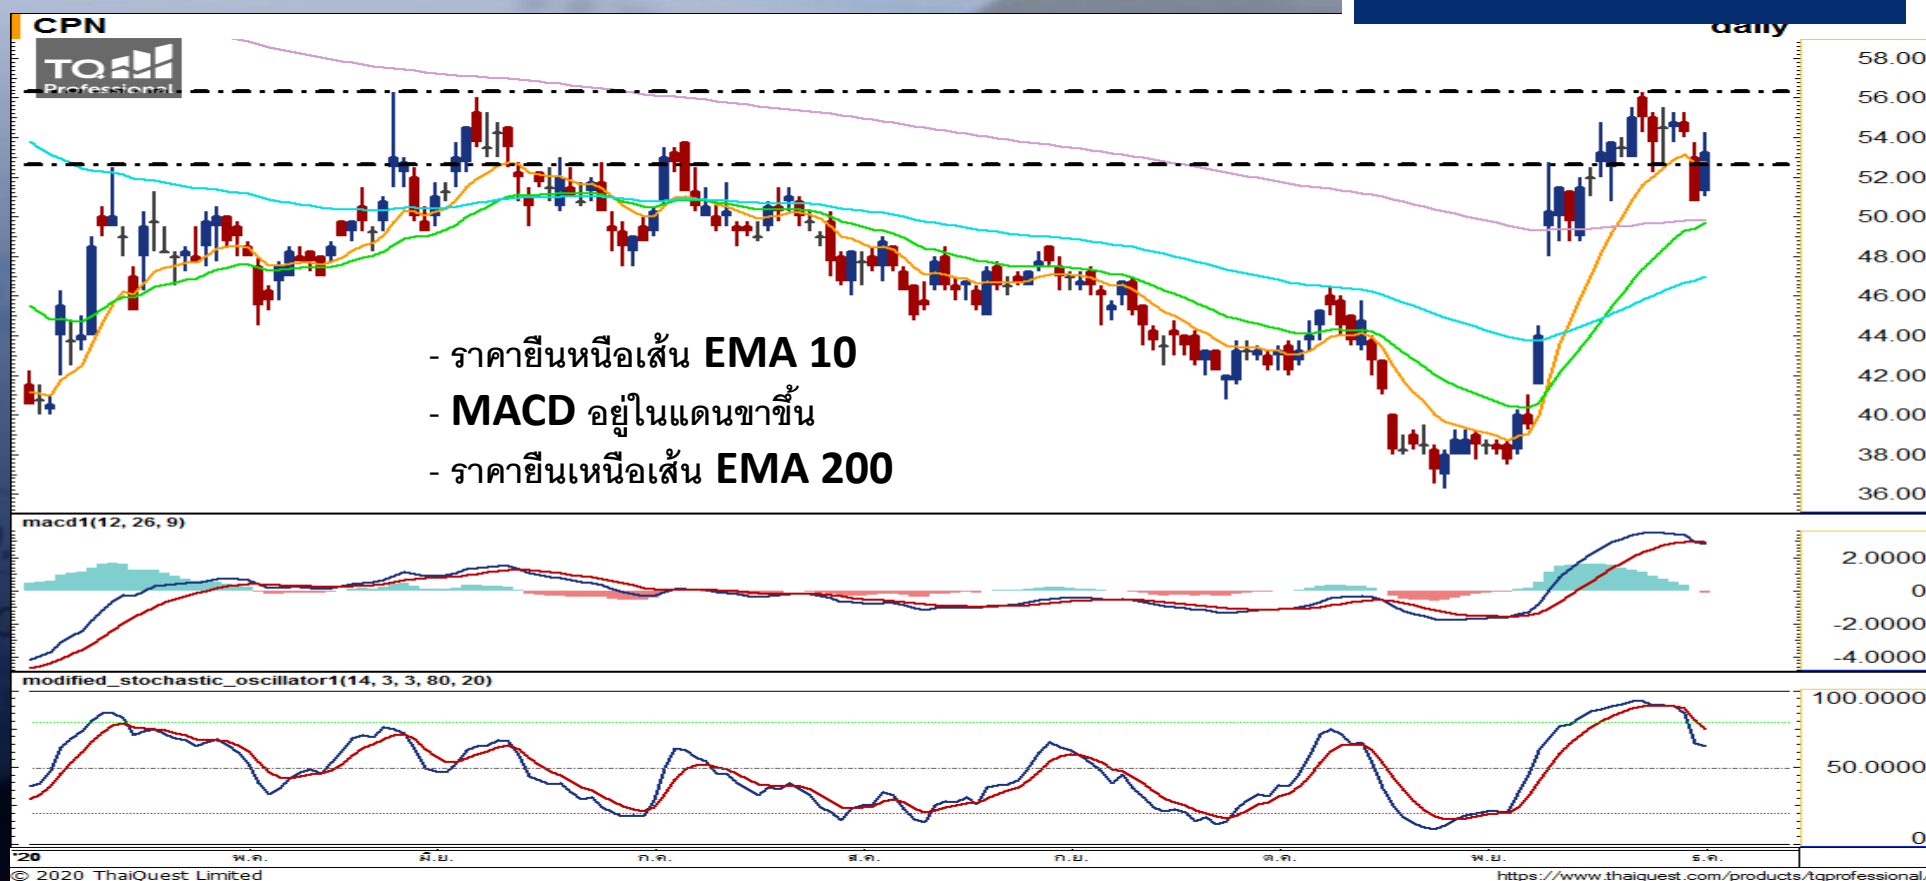 CPN
daily
TQ
Professional
58.00
56.00
54.00
52.00
50.00
48.00
46.00
44.00
42.00
40.00
38.00
36.00
- ราคายืนหนือเส้น EMA 10
- MACD อยู่ในแดนขาขึ้น
- ราคายืนเหนือเส้น EMA 200
macd1(12, 26, 9)
2.0000
0
-2.0000
-4.0000
modified_stochastic_oscillator1(14, 3, 3, 80, 20)
100.0000
50.0000
0
'20 พ.ค. มิ.ย. ก.ค. ส.ค. ก.ย. ต.ค. พ.ย. ธ.ค.
© 2020 ThaiQuest Limited
https://www.thaiquest.com/products/tqprofessional/